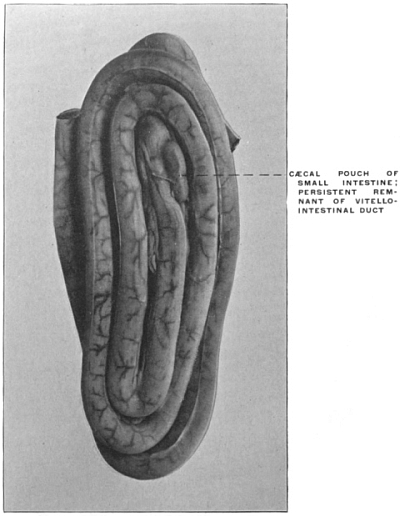 CÆCAL POUCH OF
SMALL INTESTINE;
PERSISTENT REM-
NANT OF VITELLO-
INTESTINAL DUCT